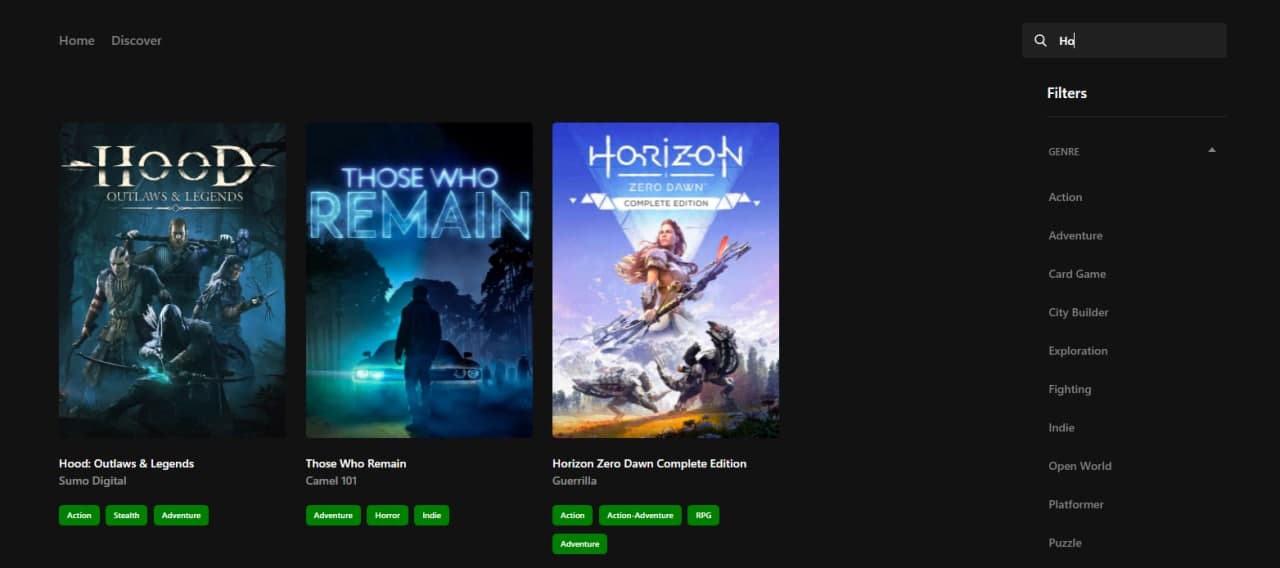 Home Discover
Ho
Filters
GENRE
Action
Adventure
Card Game
City Builder
Exploration
Fighting
Indie
Open World
Platformer
Puzzle
HOOD
OUTLAWS & LEGENDS
Hood: Outlaws & Legends
Sumo Digital
Action Stealth Adventure
THOSE WHO
REMAIN
Those Who Remain
Camel 101
Adventure Horror Indie
HORIZON
ZERO DAWN™
COMPLETE EDITION
Horizon Zero Dawn Complete Edition
Guerrilla
Action Action-Adventure RPG
Adventure